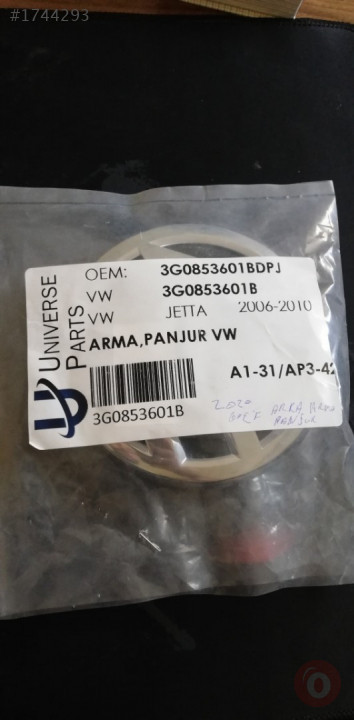 #1744293
UNIVERSE
PARTS
OEM: 3G0853601BDPJ
VW 3G0853601B
VW JETTA 2006-2010
ARMA,PANJUR VW
A1-31/AP3-42
3G0853601B
2020
ARKA
PANJUR